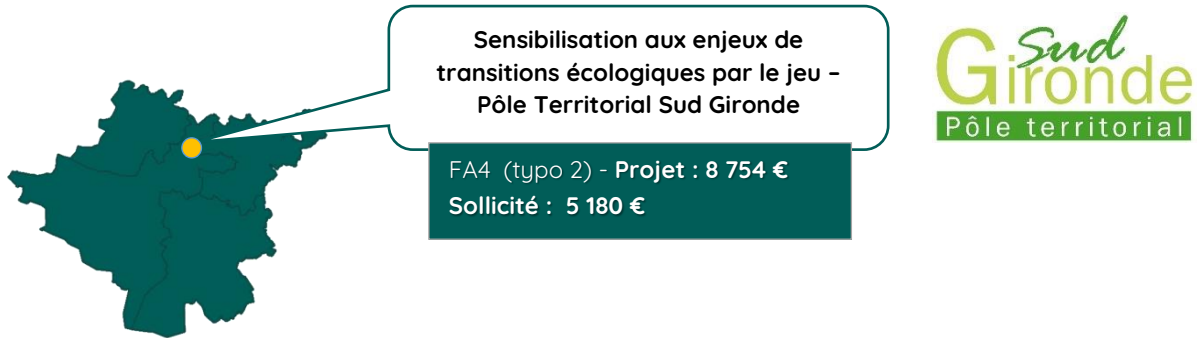 Sensibilisation aux enjeux de
transitions écologiques par le jeu –
Pôle Territorial Sud Gironde
FA4 (typo 2) - Projet : 8 754 €
Sollicité : 5 180 €
Sud
Gironde
Pôle territorial